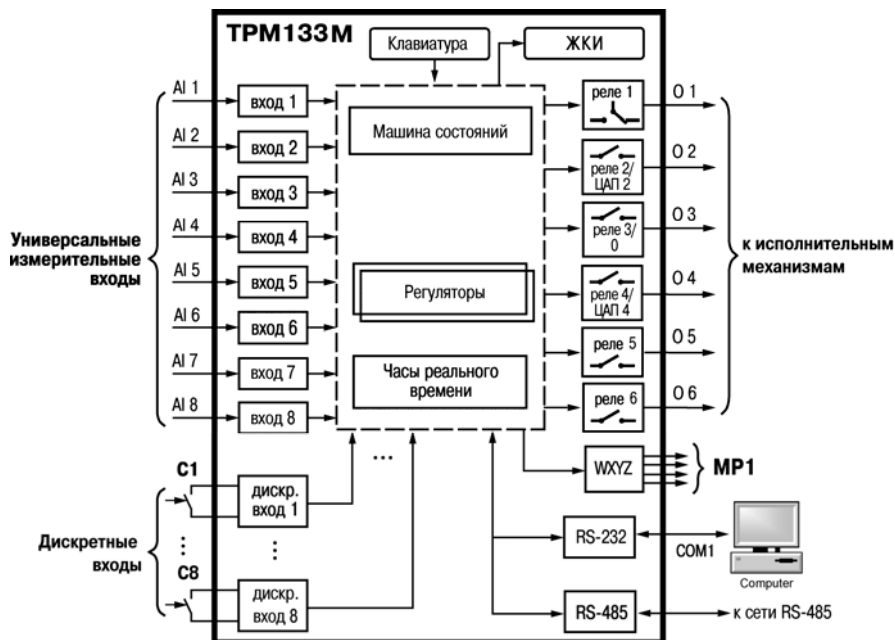 ТРМ133М
Клавиатура
ЖКИ
AI 1
AI 2
AI 3
AI 4
AI 5
AI 6
AI 7
AI 8
Универсальные
измерительные
входы
вход 1
вход 2
вход 3
вход 4
вход 5
вход 6
вход 7
вход 8
Машина состояний
Регуляторы
Часы реального
времени
реле 1
реле 2/
ЦАП 2
реле 3/
0
реле 4/
ЦАП 4
реле 5
реле 6
O 1
O 2
O 3
O 4
O 5
O 6
к исполнительным
механизмам
...
WXYZ
МР1
С1
дискр.
вход 1
Дискретные
входы
С8
дискр.
вход 8
RS-232
COM1
Computer
RS-485
к сети RS-485